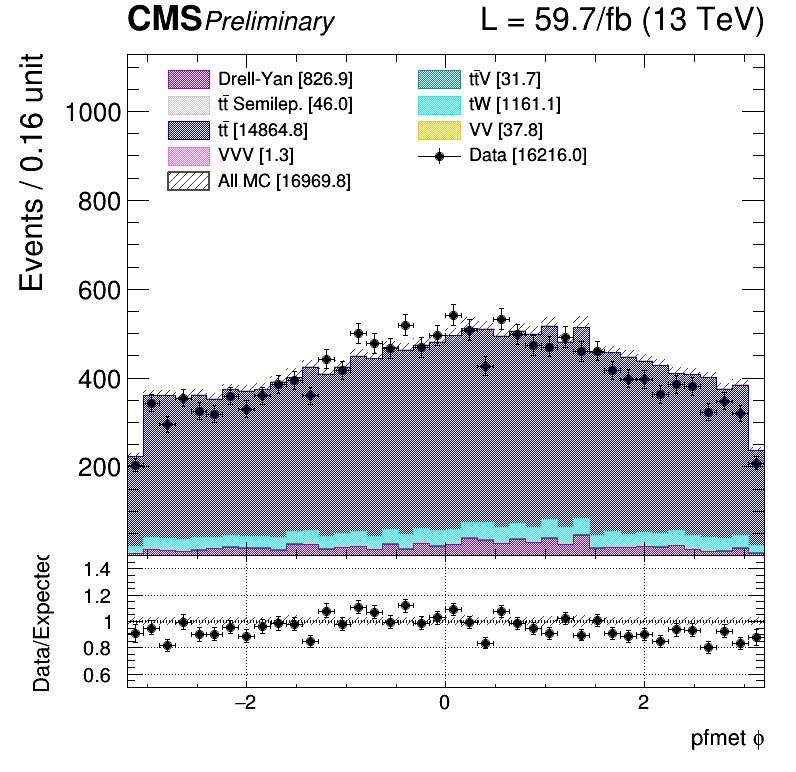 CMS Preliminary L = 59.7/fb (13 TeV)
Events / 0.16 unit
Drell-Yan [826.9]
tt̄ Semilep. [46.0]
tt̄ [14864.8]
VVV [1.3]
All MC [16969.8]
tt̄V [31.7]
tW [1161.1]
VV [37.8]
Data [16216.0]
1000
800
600
400
200
Data/Expected
1.4
1.2
1
0.8
0.6
−2 0 2
pfmet ϕ